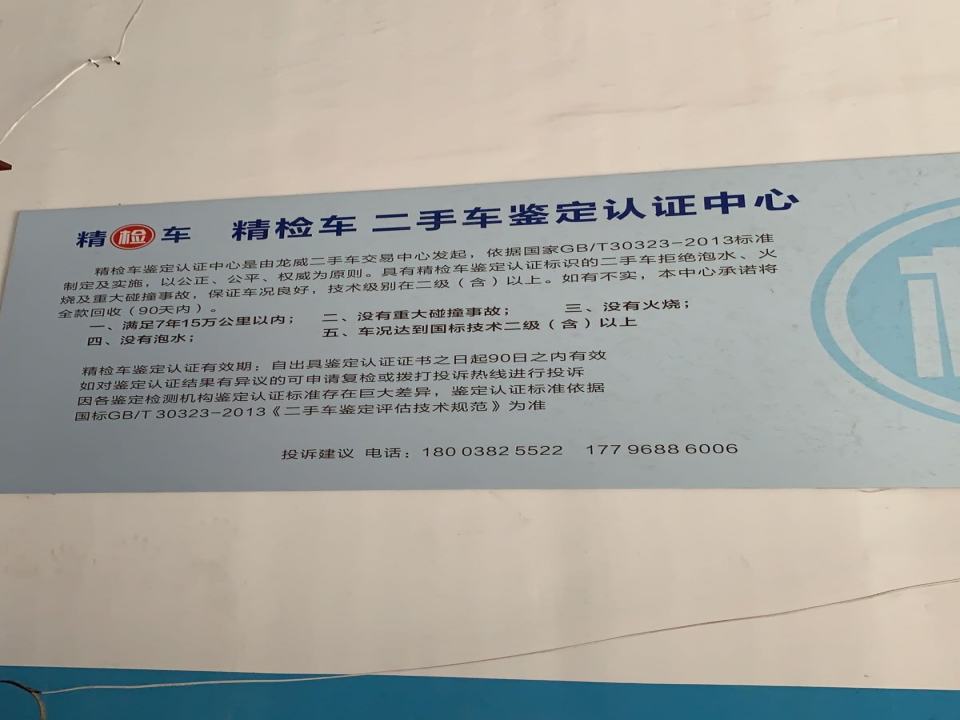 精检车 精检车 二手车鉴定认证中心
精检车鉴定认证中心是由龙威二手车交易中心发起，依据国家GB/T30323-2013标准
制定及实施，以公正、公平、权威为原则。具有精检车鉴定认证标识的二手车拒绝泡水、火
烧及重大碰撞事故，保证车况良好，技术级别在二级（含）以上。如有不实，本中心承诺将
全款回收（90天内）。
一、满足7年15万公里以内； 二、没有重大碰撞事故； 三、没有火烧；
四、没有泡水； 五、车况达到国标技术二级（含）以上
精检车鉴定认证有效期：自出具鉴定认证证书之日起90日之内有效
如对鉴定认证结果有异议的可申请复检或拨打投诉热线进行投诉
因各鉴定检测机构鉴定认证标准存在巨大差异，鉴定认证标准依据
国标GB/T 30323-2013《二手车鉴定评估技术规范》为准
投诉建议 电话：180 0382 5522 177 9688 6006